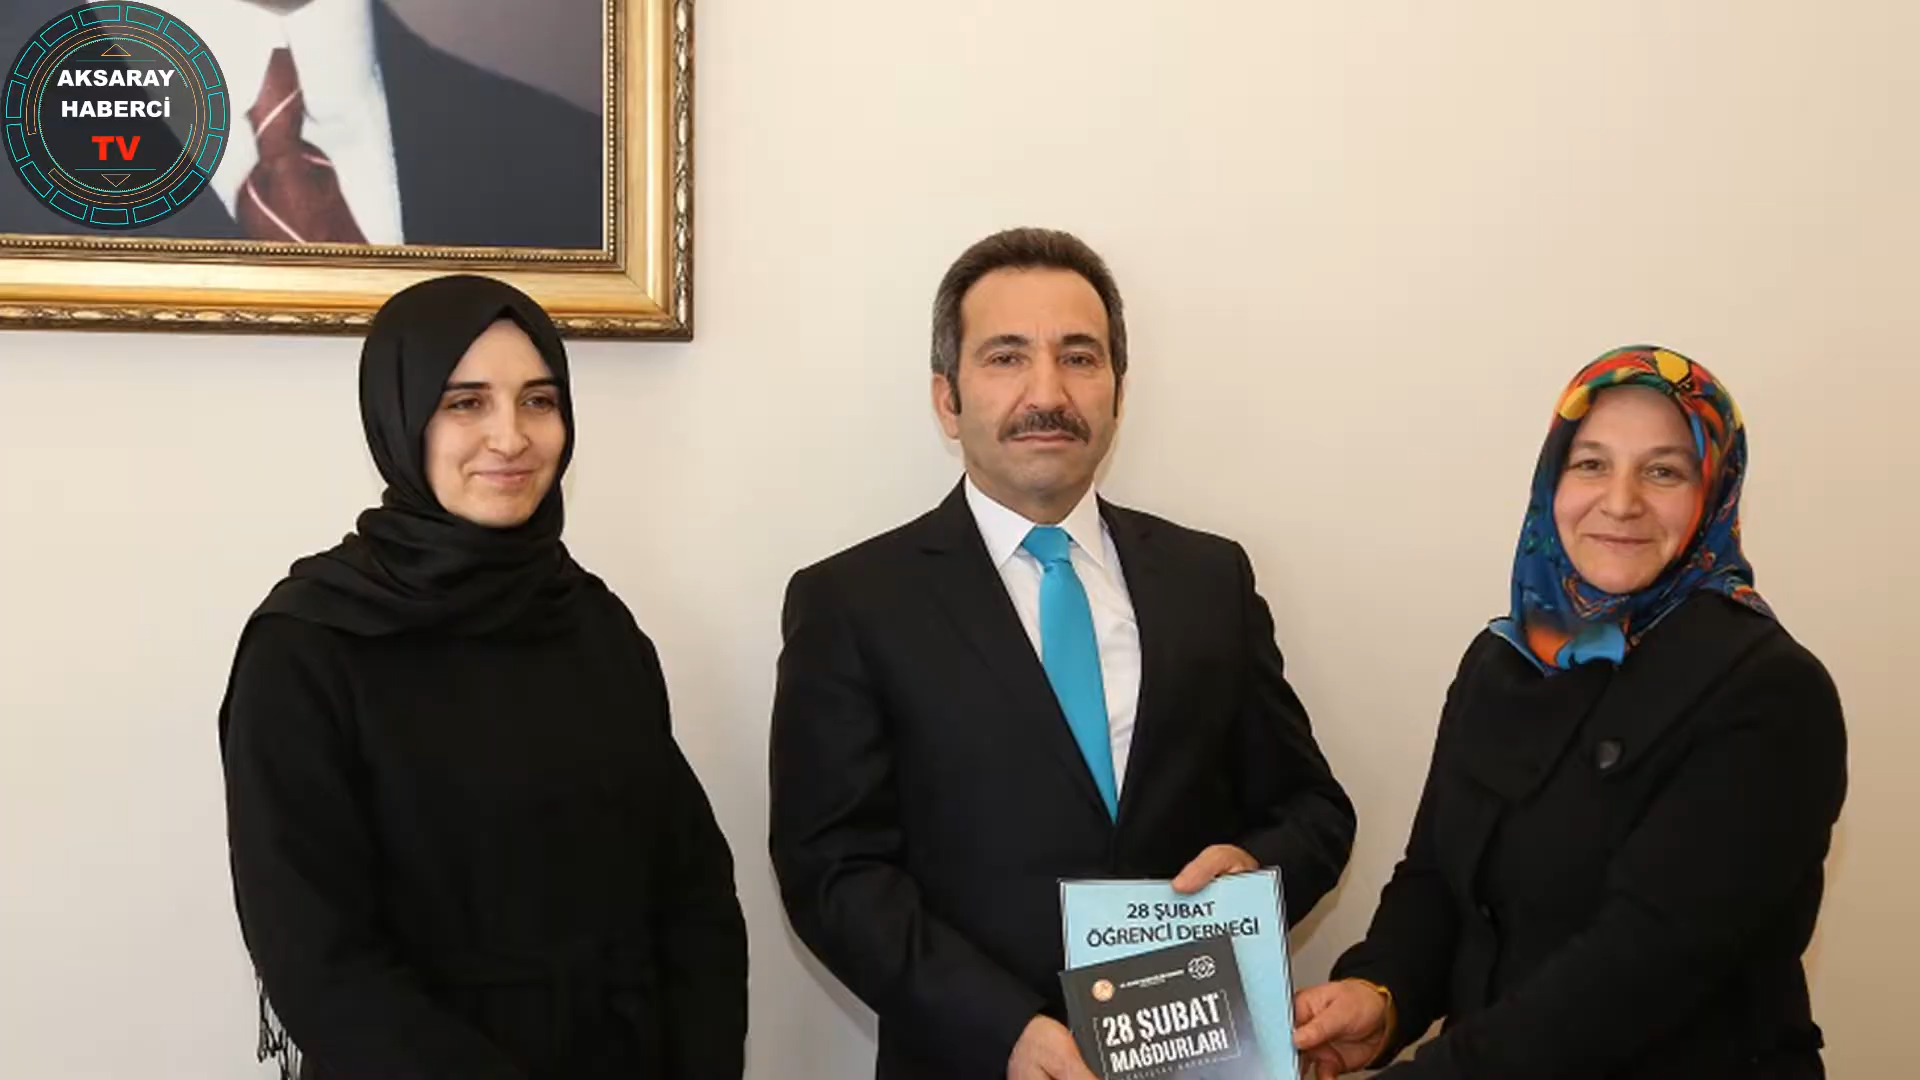 AKSARAY
HABERCİ
TV
28 ŞUBAT
ÖĞRENCİ DERNEĞİ
28 ŞUBAT
MAĞDURLARI